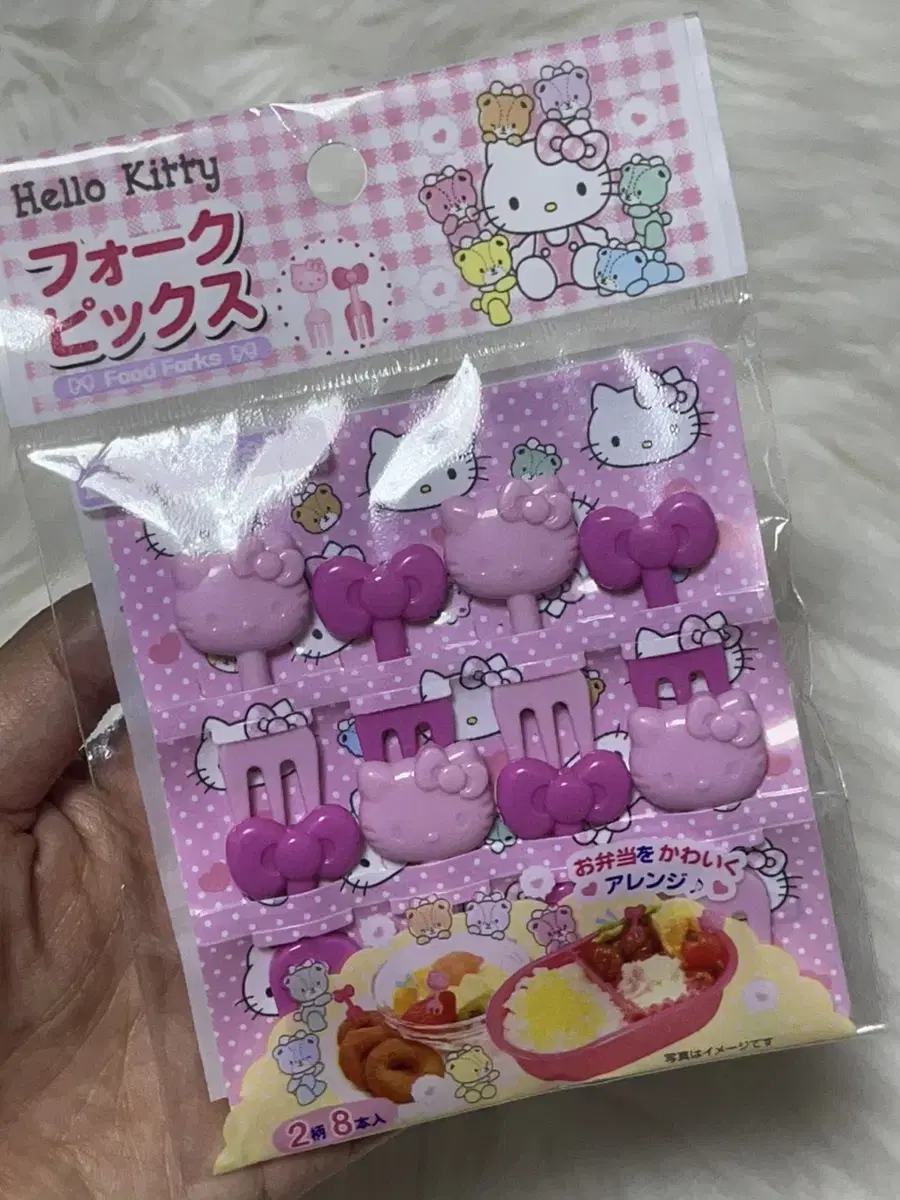 Hello Kitty
フォーク
ピックス
Food Forks
お弁当をかわいく
アレンジ♪
写真はイメージです
2柄8本入